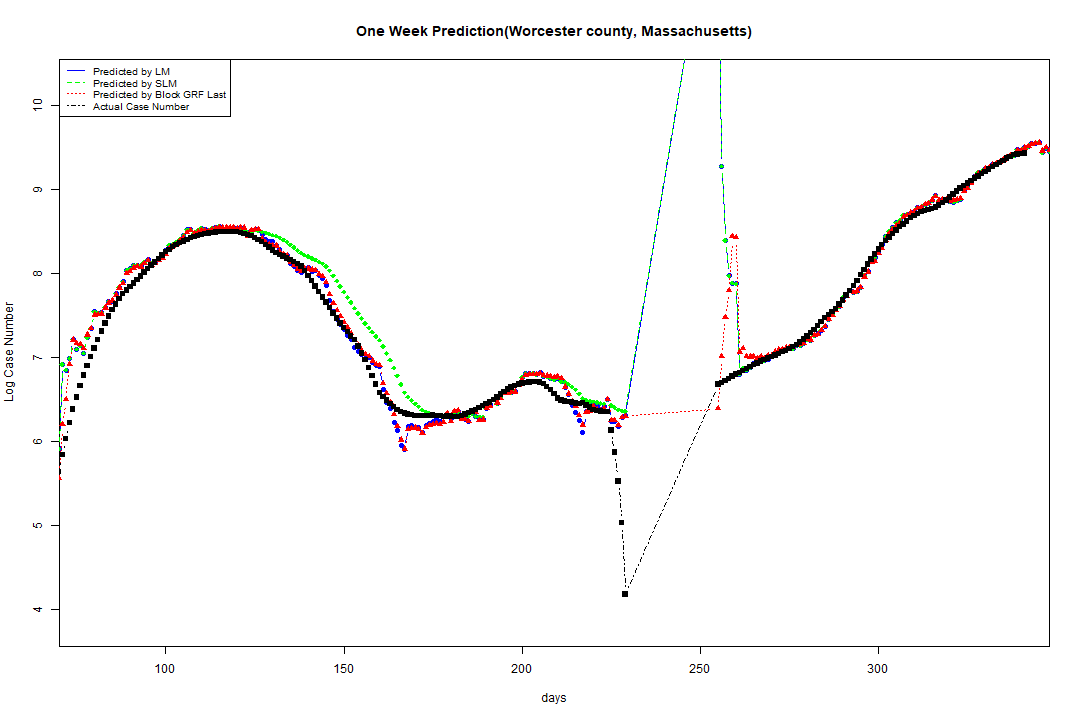 One Week Prediction(Worcester county, Massachusetts)
Predicted by LM
Predicted by SLM
Predicted by Block GRF Last
Actual Case Number
10
9
8
7
6
5
4
Log Case Number
100 150 200 250 300
days